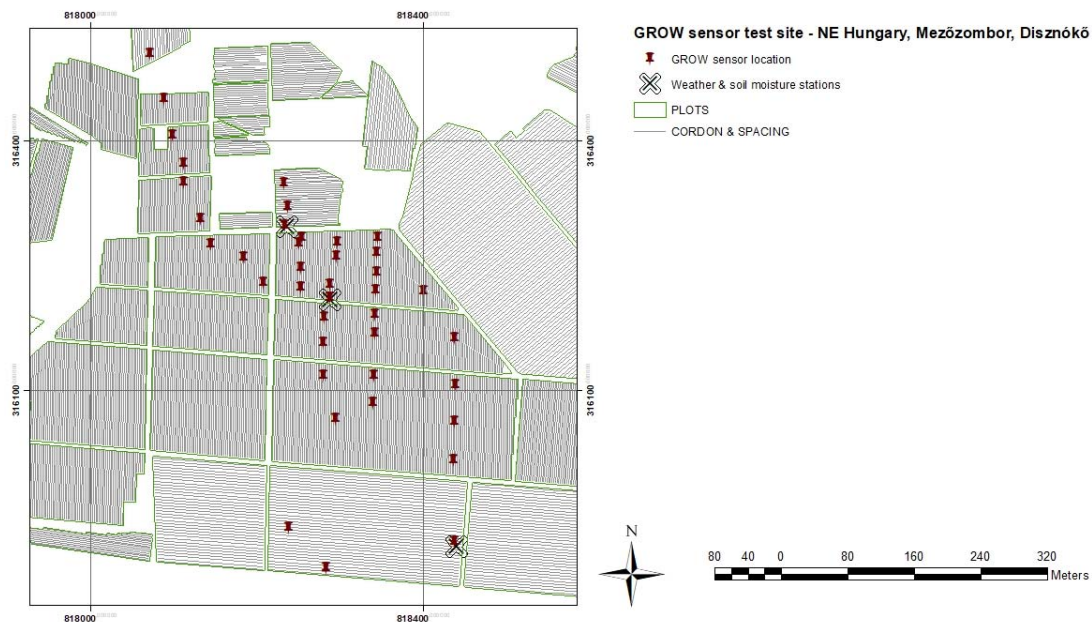 818000
818400
GROW sensor test site - NE Hungary, Mezőzombor, Disznókő
GROW sensor location
Weather & soil moisture stations
PLOTS
CORDON & SPACING
316400
316400
316100
316100
N
80 40 0 80 160 240 320
Meters
818000
818400